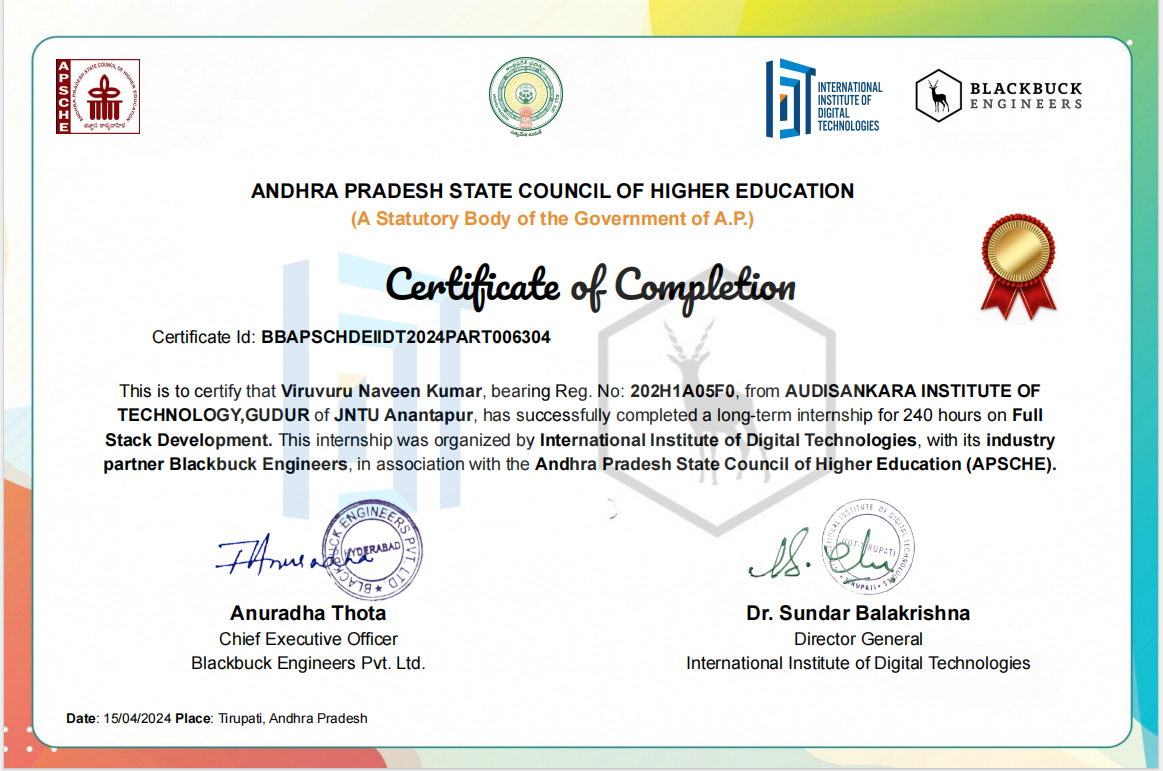 APSCHE
ANDHRA PRADESH STATE COUNCIL OF HIGHER EDUCATION
INTERNATIONAL
INSTITUTE OF
DIGITAL
TECHNOLOGIES
BLACKBUCK
ENGINEERS
ANDHRA PRADESH STATE COUNCIL OF HIGHER EDUCATION
(A Statutory Body of the Government of A.P.)
Certificate of Completion
Certificate Id: BBAPSCHDEIIDT2024PART006304
This is to certify that Viruvuru Naveen Kumar, bearing Reg. No: 202H1A05F0, from AUDISANKARA INSTITUTE OF
TECHNOLOGY,GUDUR of JNTU Anantapur, has successfully completed a long-term internship for 240 hours on Full
Stack Development. This internship was organized by International Institute of Digital Technologies, with its industry
partner Blackbuck Engineers, in association with the Andhra Pradesh State Council of Higher Education (APSCHE).
BLACKBUCK ENGINEERS PVT. LTD.
HYDERABAD
Anuradha Thota
Chief Executive Officer
Blackbuck Engineers Pvt. Ltd.
Dr. Sundar Balakrishna
Director General
International Institute of Digital Technologies
Date: 15/04/2024 Place: Tirupati, Andhra Pradesh